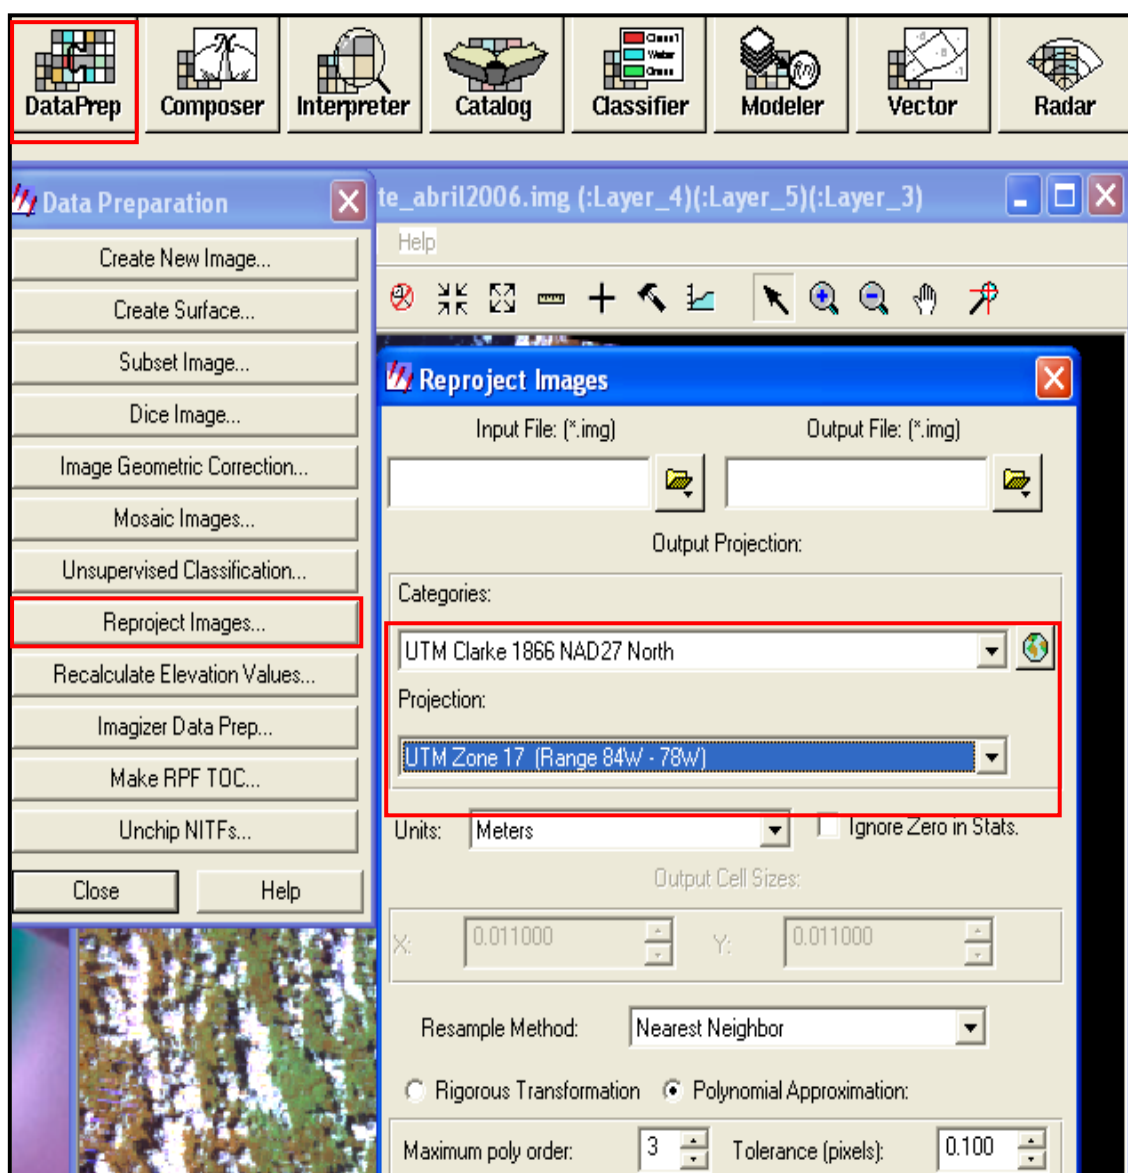 DataPrep Composer Interpreter Catalog Classifier Modeler Vector Radar
Data Preparation
Create New Image...
Create Surface...
Subset Image...
Dice Image...
Image Geometric Correction...
Mosaic Images...
Unsupervised Classification...
Reproject Images...
Recalculate Elevation Values...
Imagizer Data Prep...
Make RPF TOC...
Unchip NITFs...
Close Help
te_abril2006.img (:Layer_4)(:Layer_5)(:Layer_3)
Help
Reproject Images
Input File: (*.img) Output File: (*.img)
Output Projection:
Categories:
UTM Clarke 1866 NAD27 North
Projection:
UTM Zone 17 (Range 84W - 78W)
Units: Meters Ignore Zero in Stats.
Output Cell Sizes:
X: 0.011000 Y: 0.011000
Resample Method: Nearest Neighbor
Rigorous Transformation Polynomial Approximation:
Maximum poly order: 3 Tolerance (pixels): 0.100